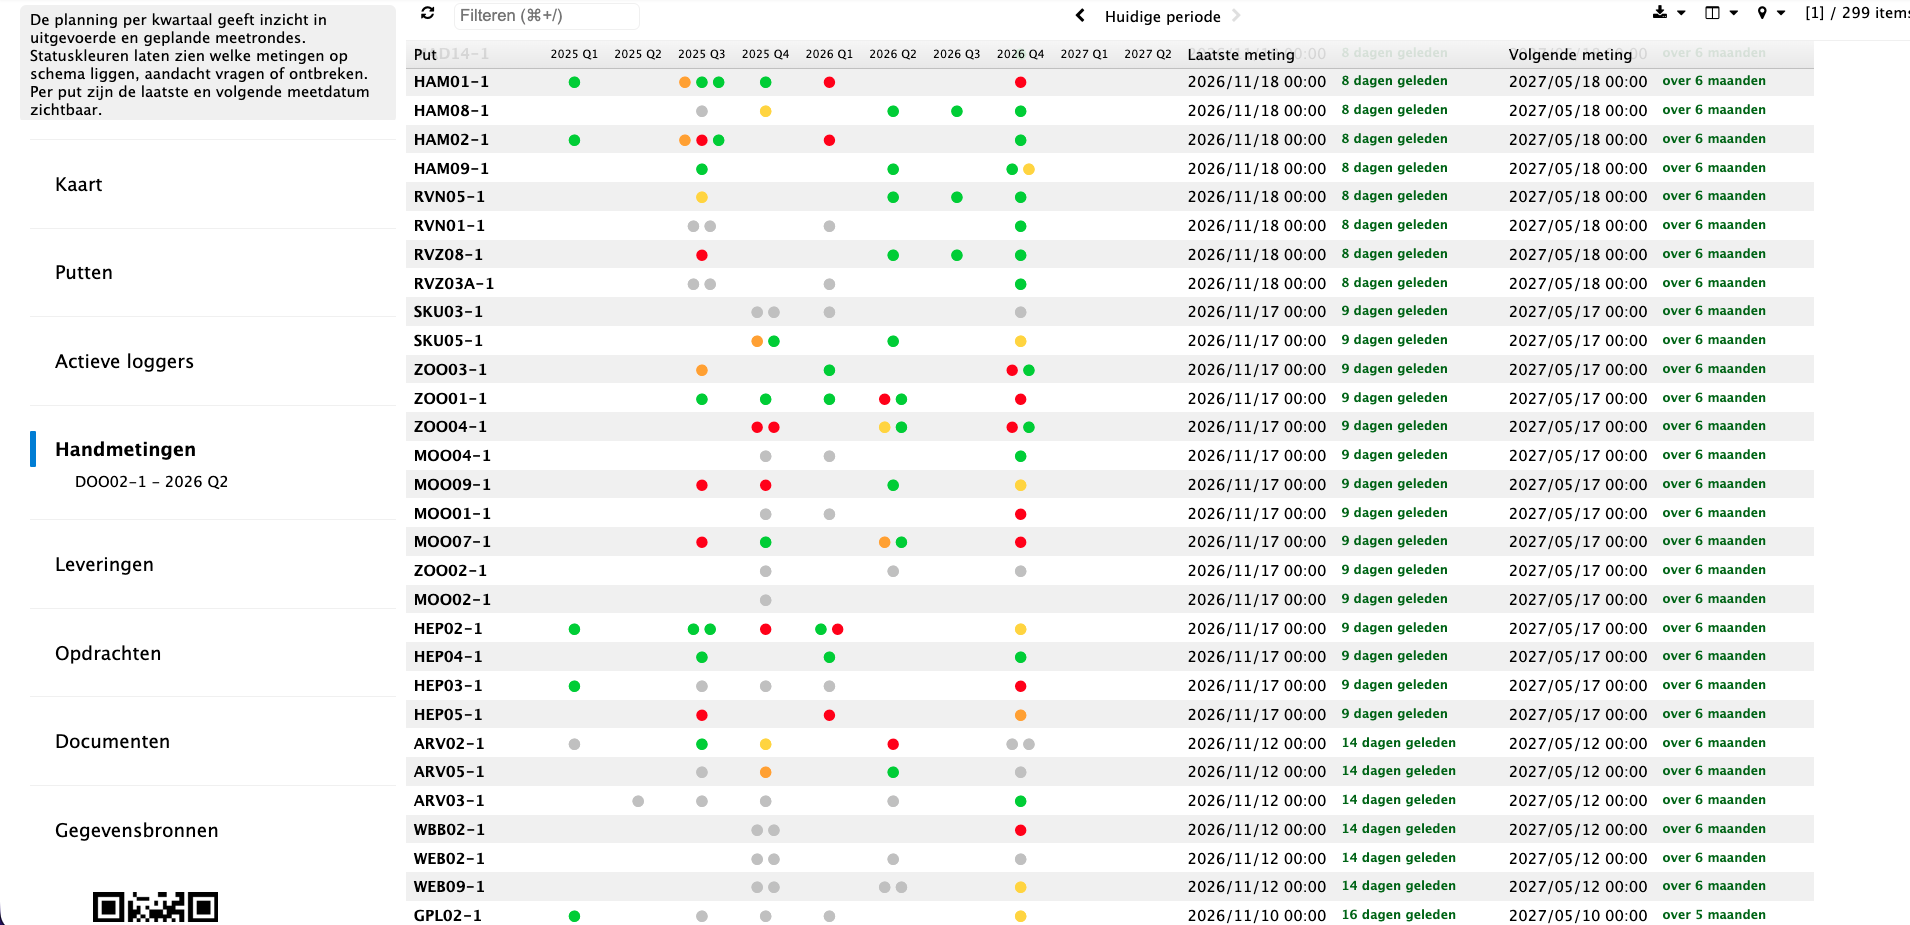 De planning per kwartaal geeft inzicht in
uitgevoerde en geplande meetrondes.
Statuskleuren laten zien welke metingen op
schema liggen, aandacht vragen of ontbreken.
Per put zijn de laatste en volgende meetdatum
zichtbaar.
Kaart
Putten
Actieve loggers
Handmetingen
DOO02-1 - 2026 Q2
Leveringen
Opdrachten
Documenten
Gegevensbronnen
Filteren (⌘+/)
Huidige periode
[1] / 299 items
Put 2025 Q1 2025 Q2 2025 Q3 2025 Q4 2026 Q1 2026 Q2 2026 Q3 2026 Q4 2027 Q1 2027 Q2 Laatste meting Volgende meting
HAM01-1 2026/11/18 00:00 8 dagen geleden 2027/05/18 00:00 over 6 maanden
HAM08-1 2026/11/18 00:00 8 dagen geleden 2027/05/18 00:00 over 6 maanden
HAM02-1 2026/11/18 00:00 8 dagen geleden 2027/05/18 00:00 over 6 maanden
HAM09-1 2026/11/18 00:00 8 dagen geleden 2027/05/18 00:00 over 6 maanden
RVN05-1 2026/11/18 00:00 8 dagen geleden 2027/05/18 00:00 over 6 maanden
RVN01-1 2026/11/18 00:00 8 dagen geleden 2027/05/18 00:00 over 6 maanden
RVZ08-1 2026/11/18 00:00 8 dagen geleden 2027/05/18 00:00 over 6 maanden
RVZ03A-1 2026/11/18 00:00 8 dagen geleden 2027/05/18 00:00 over 6 maanden
SKU03-1 2026/11/17 00:00 9 dagen geleden 2027/05/17 00:00 over 6 maanden
SKU05-1 2026/11/17 00:00 9 dagen geleden 2027/05/17 00:00 over 6 maanden
ZOO03-1 2026/11/17 00:00 9 dagen geleden 2027/05/17 00:00 over 6 maanden
ZOO01-1 2026/11/17 00:00 9 dagen geleden 2027/05/17 00:00 over 6 maanden
ZOO04-1 2026/11/17 00:00 9 dagen geleden 2027/05/17 00:00 over 6 maanden
MOO04-1 2026/11/17 00:00 9 dagen geleden 2027/05/17 00:00 over 6 maanden
MOO09-1 2026/11/17 00:00 9 dagen geleden 2027/05/17 00:00 over 6 maanden
MOO01-1 2026/11/17 00:00 9 dagen geleden 2027/05/17 00:00 over 6 maanden
MOO07-1 2026/11/17 00:00 9 dagen geleden 2027/05/17 00:00 over 6 maanden
ZOO02-1 2026/11/17 00:00 9 dagen geleden 2027/05/17 00:00 over 6 maanden
MOO02-1 2026/11/17 00:00 9 dagen geleden 2027/05/17 00:00 over 6 maanden
HEP02-1 2026/11/17 00:00 9 dagen geleden 2027/05/17 00:00 over 6 maanden
HEP04-1 2026/11/17 00:00 9 dagen geleden 2027/05/17 00:00 over 6 maanden
HEP03-1 2026/11/17 00:00 9 dagen geleden 2027/05/17 00:00 over 6 maanden
HEP05-1 2026/11/17 00:00 9 dagen geleden 2027/05/17 00:00 over 6 maanden
ARV02-1 2026/11/12 00:00 14 dagen geleden 2027/05/12 00:00 over 6 maanden
ARV05-1 2026/11/12 00:00 14 dagen geleden 2027/05/12 00:00 over 6 maanden
ARV03-1 2026/11/12 00:00 14 dagen geleden 2027/05/12 00:00 over 6 maanden
WBB02-1 2026/11/12 00:00 14 dagen geleden 2027/05/12 00:00 over 6 maanden
WEB02-1 2026/11/12 00:00 14 dagen geleden 2027/05/12 00:00 over 6 maanden
WEB09-1 2026/11/12 00:00 14 dagen geleden 2027/05/12 00:00 over 6 maanden
GPL02-1 2026/11/10 00:00 16 dagen geleden 2027/05/10 00:00 over 5 maanden